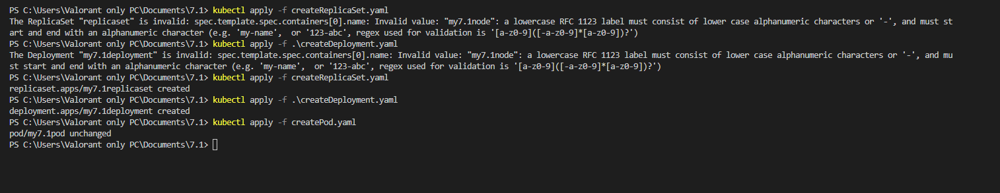 PS C:\Users\Valorant only PC\Documents\7.1> kubectl apply -f createReplicaSet.yaml
The ReplicaSet "replicaset" is invalid: spec.template.spec.containers[0].name: Invalid value: "my7.1node": a lowercase RFC 1123 label must consist of lower case alphanumeric characters or '-', and must st
art and end with an alphanumeric character (e.g. 'my-name',  or '123-abc', regex used for validation is '[a-z0-9]([-a-z0-9]*[a-z0-9])?')
PS C:\Users\Valorant only PC\Documents\7.1> kubectl apply -f .\createDeployment.yaml
The Deployment "my7.1deployment" is invalid: spec.template.spec.containers[0].name: Invalid value: "my7.1node": a lowercase RFC 1123 label must consist of lower case alphanumeric characters or '-', and mu
st start and end with an alphanumeric character (e.g. 'my-name',  or '123-abc', regex used for validation is '[a-z0-9]([-a-z0-9]*[a-z0-9])?')
PS C:\Users\Valorant only PC\Documents\7.1> kubectl apply -f createReplicaSet.yaml
replicaset.apps/my7.1replicaset created
PS C:\Users\Valorant only PC\Documents\7.1> kubectl apply -f .\createDeployment.yaml
deployment.apps/my7.1deployment created
PS C:\Users\Valorant only PC\Documents\7.1> kubectl apply -f createPod.yaml
pod/my7.1pod unchanged
PS C:\Users\Valorant only PC\Documents\7.1>